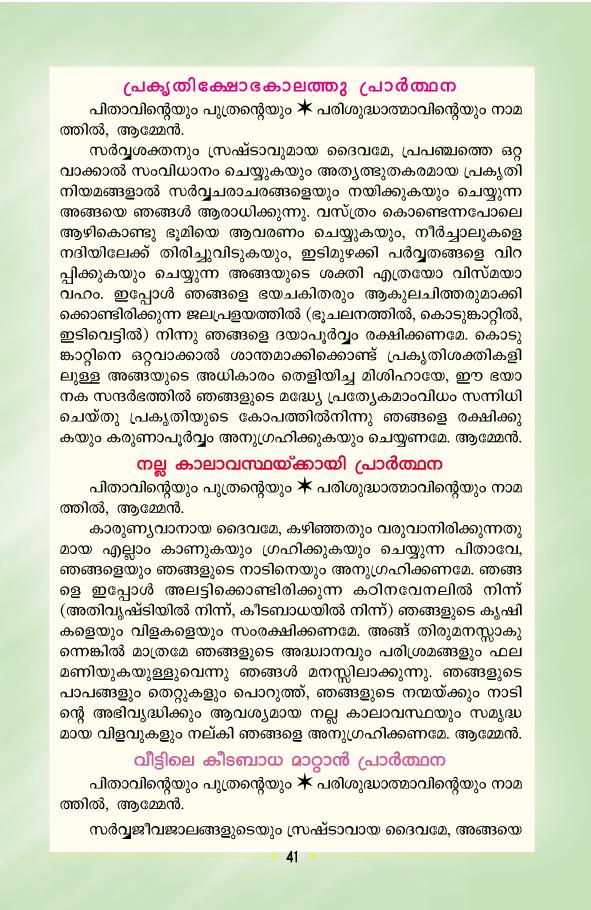 പ്രകൃതിക്ഷോഭകാലത്തു പ്രാർത്ഥന
പിതാവിന്റെയും പുത്രന്റെയും ✶ പരിശുദ്ധാത്മാവിന്റെയും നാമ
ത്തിൽ, ആമ്മേൻ.
സർവ്വശക്തനും സ്രഷ്ടാവുമായ ദൈവമേ, പ്രപഞ്ചത്തെ ഒറ്റ
വാക്കാൽ സംവിധാനം ചെയ്യുകയും അത്യത്ഭുതകരമായ പ്രകൃതി
നിയമങ്ങളാൽ സർവ്വചരാചരങ്ങളെയും നയിക്കുകയും ചെയ്യുന്ന
അങ്ങയെ ഞങ്ങൾ ആരാധിക്കുന്നു. വസ്ത്രം കൊണ്ടെന്നപോലെ
ആഴികൊണ്ടു ഭൂമിയെ ആവരണം ചെയ്യുകയും, നീർച്ചാലുകളെ
നദിയിലേക്ക് തിരിച്ചുവിടുകയും, ഇടിമുഴക്കി പർവ്വതങ്ങളെ വിറ
പ്പിക്കുകയും ചെയ്യുന്ന അങ്ങയുടെ ശക്തി എത്രയോ വിസ്മയാ
വഹം. ഇപ്പോൾ ഞങ്ങളെ ഭയചകിതരും ആകുലചിത്തരുമാക്കി
ക്കൊണ്ടിരിക്കുന്ന ജലപ്രളയത്തിൽ (ഭൂചലനത്തിൽ, കൊടുങ്കാറ്റിൽ,
ഇടിവെട്ടിൽ) നിന്നു ഞങ്ങളെ ദയാപൂർവ്വം രക്ഷിക്കണമേ. കൊടു
ങ്കാറ്റിനെ ഒറ്റവാക്കാൽ ശാന്തമാക്കിക്കൊണ്ട് പ്രകൃതിശക്തികളി
ലുള്ള അങ്ങയുടെ അധികാരം തെളിയിച്ച മിശിഹായേ, ഈ ഭയാ
നക സന്ദർഭത്തിൽ ഞങ്ങളുടെ മദ്ധ്യേ പ്രത്യേകമാംവിധം സന്നിധി
ചെയ്തു പ്രകൃതിയുടെ കോപത്തിൽനിന്നു ഞങ്ങളെ രക്ഷിക്കു
കയും കരുണാപൂർവ്വം അനുഗ്രഹിക്കുകയും ചെയ്യണമേ. ആമ്മേൻ.
നല്ല കാലാവസ്ഥയ്ക്കായി പ്രാർത്ഥന
പിതാവിന്റെയും പുത്രന്റെയും ✶ പരിശുദ്ധാത്മാവിന്റെയും നാമ
ത്തിൽ, ആമ്മേൻ.
കാരുണ്യവാനായ ദൈവമേ, കഴിഞ്ഞതും വരുവാനിരിക്കുന്നതു
മായ എല്ലാം കാണുകയും ഗ്രഹിക്കുകയും ചെയ്യുന്ന പിതാവേ,
ഞങ്ങളെയും ഞങ്ങളുടെ നാടിനെയും അനുഗ്രഹിക്കണമേ. ഞങ്ങ
ളെ ഇപ്പോൾ അലട്ടിക്കൊണ്ടിരിക്കുന്ന കഠിനവേനലിൽ നിന്ന്
(അതിവൃഷ്ടിയിൽ നിന്ന്, കീടബാധയിൽ നിന്ന്) ഞങ്ങളുടെ കൃഷി
കളെയും വിളകളെയും സംരക്ഷിക്കണമേ. അങ്ങ് തിരുമനസ്സാകു
ന്നെങ്കിൽ മാത്രമേ ഞങ്ങളുടെ അദ്ധ്വാനവും പരിശ്രമങ്ങളും ഫല
മണിയുകയുള്ളുവെന്നു ഞങ്ങൾ മനസ്സിലാക്കുന്നു. ഞങ്ങളുടെ
പാപങ്ങളും തെറ്റുകളും പൊറുത്ത്, ഞങ്ങളുടെ നന്മയ്ക്കും നാടി
ന്റെ അഭിവൃദ്ധിക്കും ആവശ്യമായ നല്ല കാലാവസ്ഥയും സമൃദ്ധ
മായ വിളവുകളും നല്കി ഞങ്ങളെ അനുഗ്രഹിക്കണമേ. ആമ്മേൻ.
വീട്ടിലെ കീടബാധ മാറ്റാൻ പ്രാർത്ഥന
പിതാവിന്റെയും പുത്രന്റെയും ✶ പരിശുദ്ധാത്മാവിന്റെയും നാമ
ത്തിൽ, ആമ്മേൻ.
സർവ്വജീവജാലങ്ങളുടെയും സ്രഷ്ടാവായ ദൈവമേ, അങ്ങയെ
41